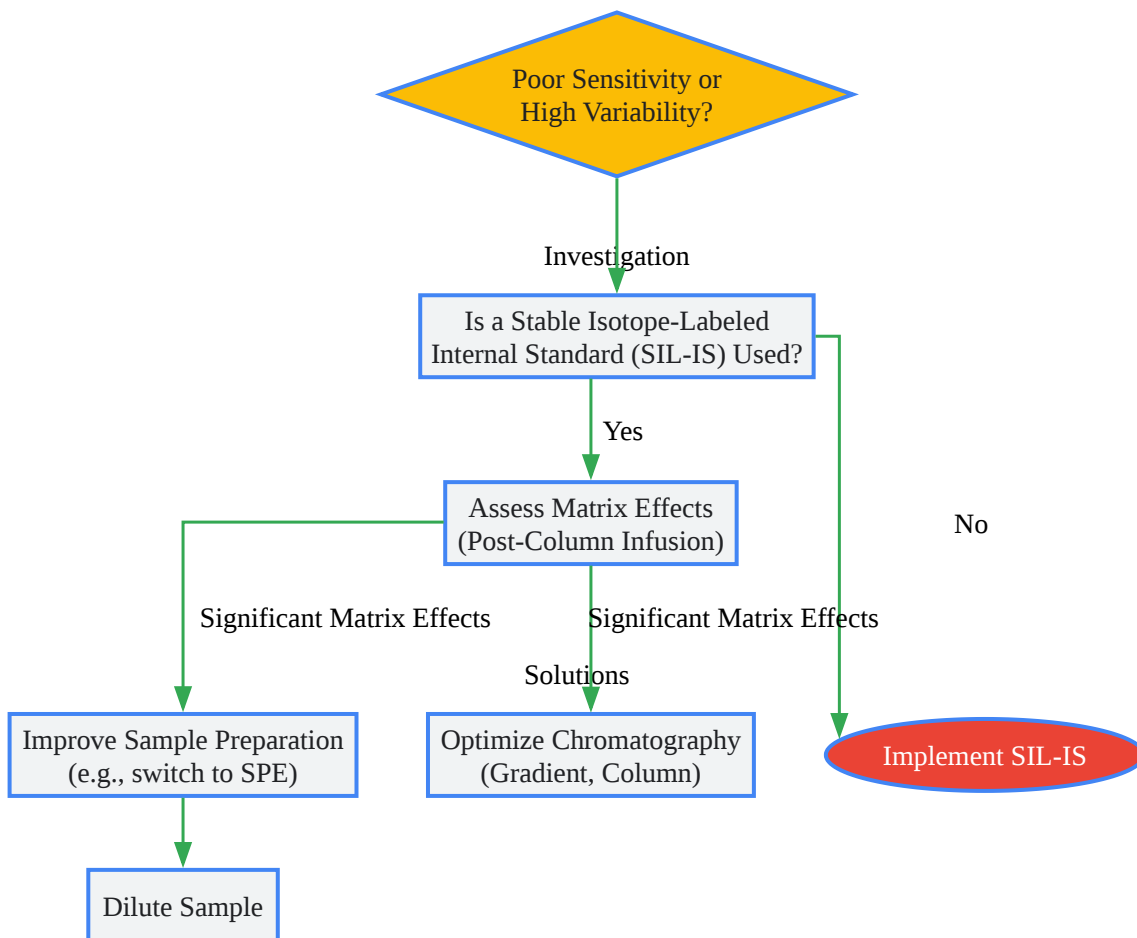 Poor Sensitivity or
High Variability?
Investigation
Is a Stable Isotope-Labeled
Internal Standard (SIL-IS) Used?
Yes
Assess Matrix Effects
(Post-Column Infusion)
No
Significant Matrix Effects
Significant Matrix Effects
Solutions
Improve Sample Preparation
(e.g., switch to SPE)
Optimize Chromatography
(Gradient, Column)
Implement SIL-IS
Dilute Sample